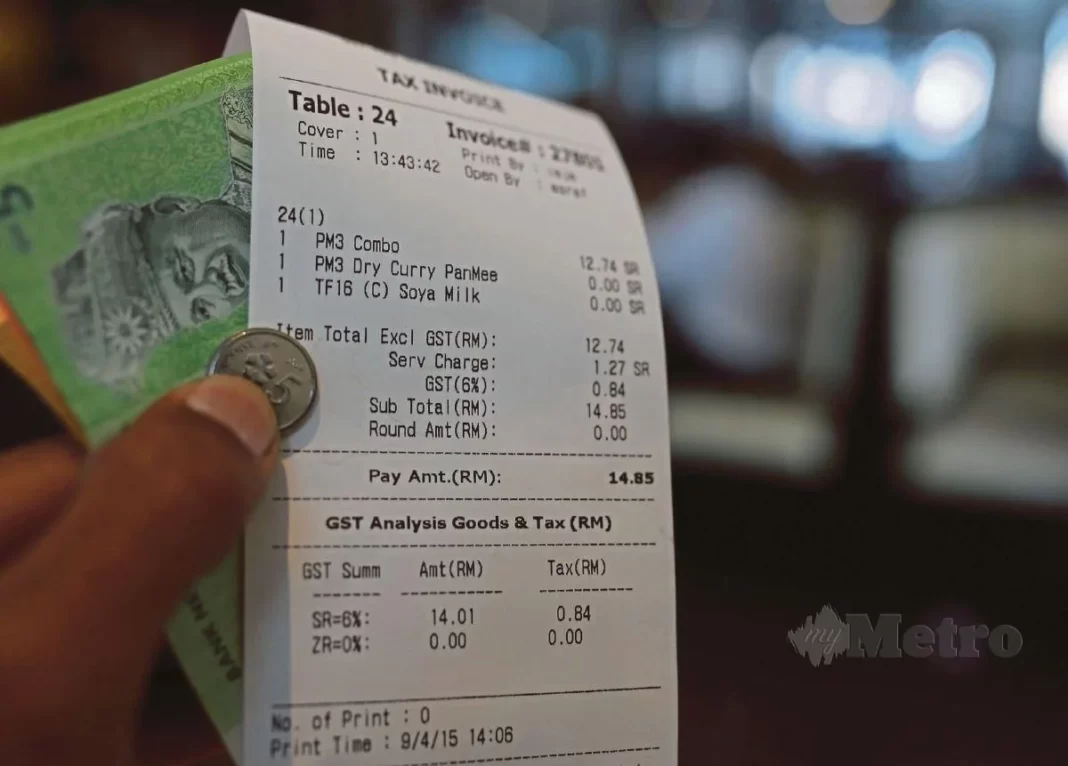 TAX INVOICE
Table : 24
Cover : 1 Invoice# :
Time : 13:43:42 Print By :
Open By :
24(1)
1 PM3 Combo 12.74 SR
1 PM3 Dry Curry PanMee 0.00 SR
1 TF16 (C) Soya Milk 0.00 SR
Item Total Excl GST(RM): 12.74
Serv Charge: 1.27 SR
GST(6%): 0.84
Sub Total(RM): 14.85
Round Amt(RM): 0.00
Pay Amt.(RM): 14.85
GST Analysis Goods & Tax (RM)
GST Summ Amt(RM) Tax(RM)
SR=6%: 14.01 0.84
ZR=0%: 0.00 0.00
No. of Print : 0
Print Time : 9/4/15 14:06
5
5
BANK NE
myMetro